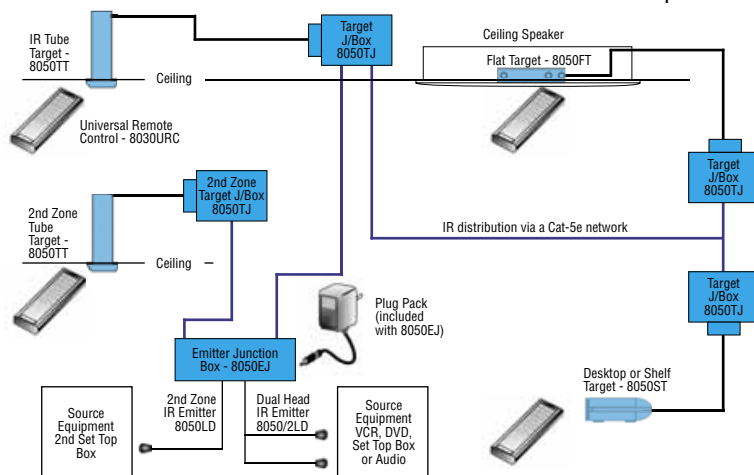 IR Tube
Target -
8050TT
Target
J/Box
8050TJ
Ceiling Speaker
Flat Target - 8050FT
Ceiling
Universal Remote
Control - 8030URC
Target
J/Box
8050TJ
2nd Zone
Target J/Box
8050TJ
2nd Zone
Tube
Target -
8050TT
IR distribution via a Cat-5e network
Ceiling
Target
J/Box
8050TJ
Plug Pack
(included
with 8050EJ)
Emitter Junction
Box - 8050EJ
Desktop or Shelf
Target - 8050ST
2nd Zone
IR Emitter
8050LD
Dual Head
IR Emitter
8050/2LD
Source
Equipment
2nd Set Top
Box
Source
Equipment
VCR, DVD,
Set Top Box
or Audio